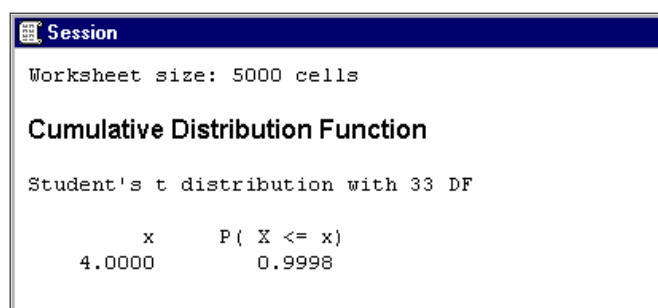 Session
Worksheet size: 5000 cells
Cumulative Distribution Function
Student's t distribution with 33 DF
x P( X <= x)
4.0000 0.9998